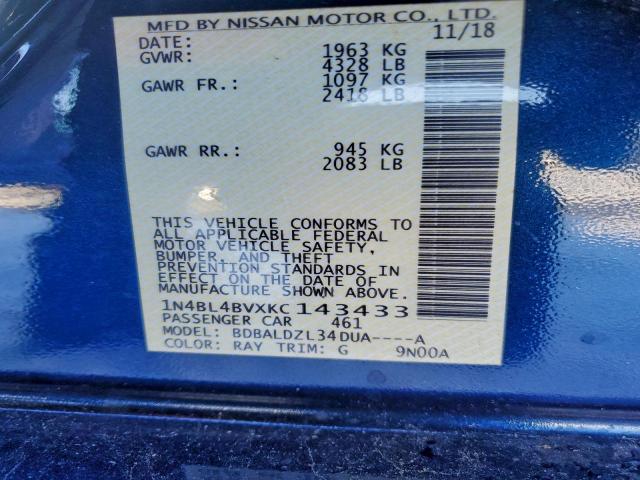 MFD BY NISSAN MOTOR CO., LTD.
DATE: 11/18
GVWR: 1963 KG
4328 LB
GAWR FR.: 1097 KG
2418 LB
GAWR RR.: 945 KG
2083 LB
THIS VEHICLE CONFORMS TO
ALL APPLICABLE FEDERAL
MOTOR VEHICLE SAFETY,
BUMPER, AND THEFT
PREVENTION STANDARDS IN
EFFECT ON THE DATE OF
MANUFACTURE SHOWN ABOVE.
1N4BL4BVXKC143433
PASSENGER CAR 461
MODEL: BDBALDZL34DUA----A
COLOR: RAY TRIM: G 9N00A